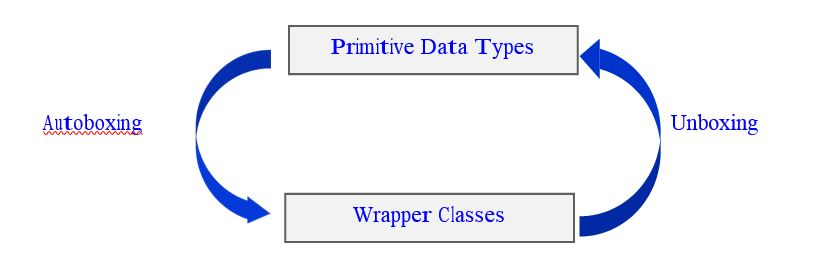 Primitive Data Types
Autoboxing
Unboxing
Wrapper Classes